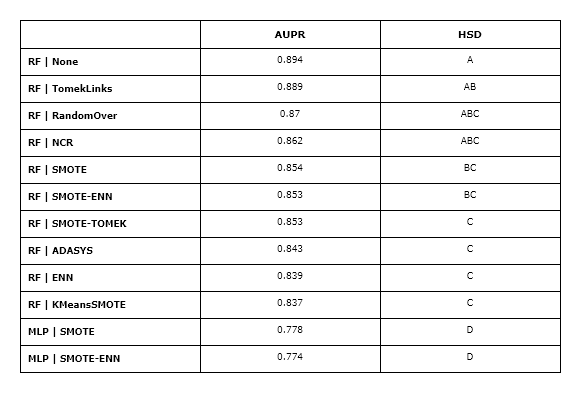 AUPR HSD
RF | None 0.894 A
RF | TomekLinks 0.889 AB
RF | RandomOver 0.87 ABC
RF | NCR 0.862 ABC
RF | SMOTE 0.854 BC
RF | SMOTE-ENN 0.853 BC
RF | SMOTE-TOMEK 0.853 C
RF | ADASYS 0.843 C
RF | ENN 0.839 C
RF | KMeansSMOTE 0.837 C
MLP | SMOTE 0.778 D
MLP | SMOTE-ENN 0.774 D